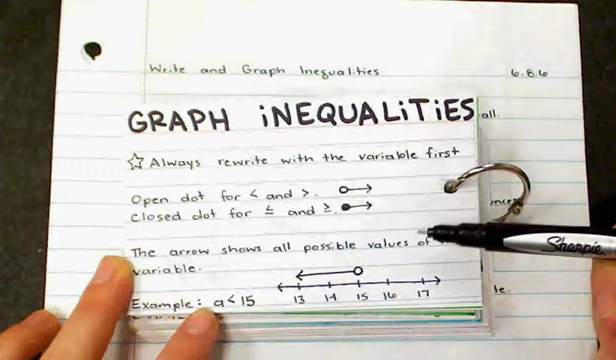 Write and Graph Inequalities 6.8.6
GRAPH iNEQUALiTiES
all.
☆ Always rewrite with the variable first
Open dot for < and >.
Closed dot for ≤ and ≥.
The arrow shows all possible values of
variable.
Example: a < 15
13 14 15 16 17
Sharpie